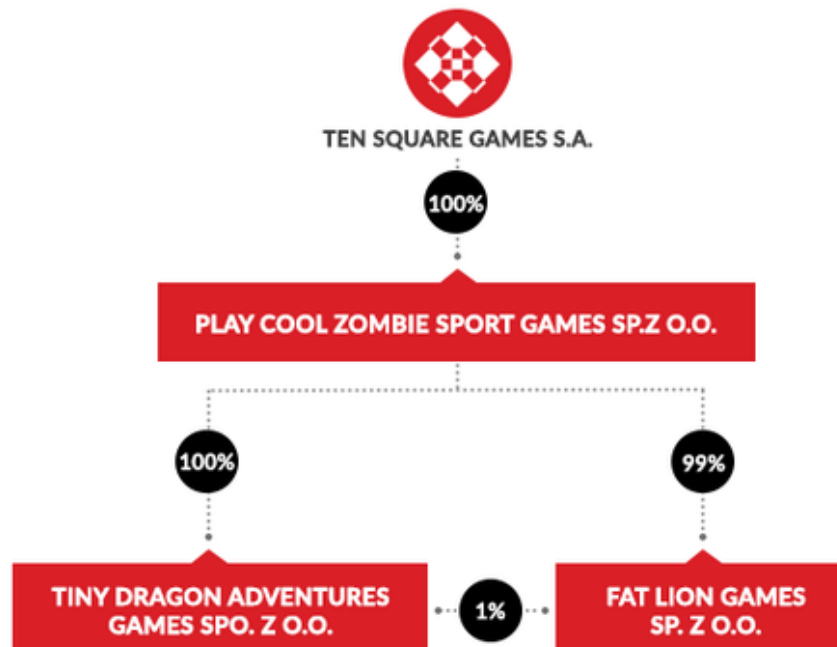 TEN SQUARE GAMES S.A.
100%
PLAY COOL ZOMBIE SPORT GAMES SP.Z O.O.
100%
99%
TINY DRAGON ADVENTURES
GAMES SPO. Z O.O.
1%
FAT LION GAMES
SP. Z O.O.